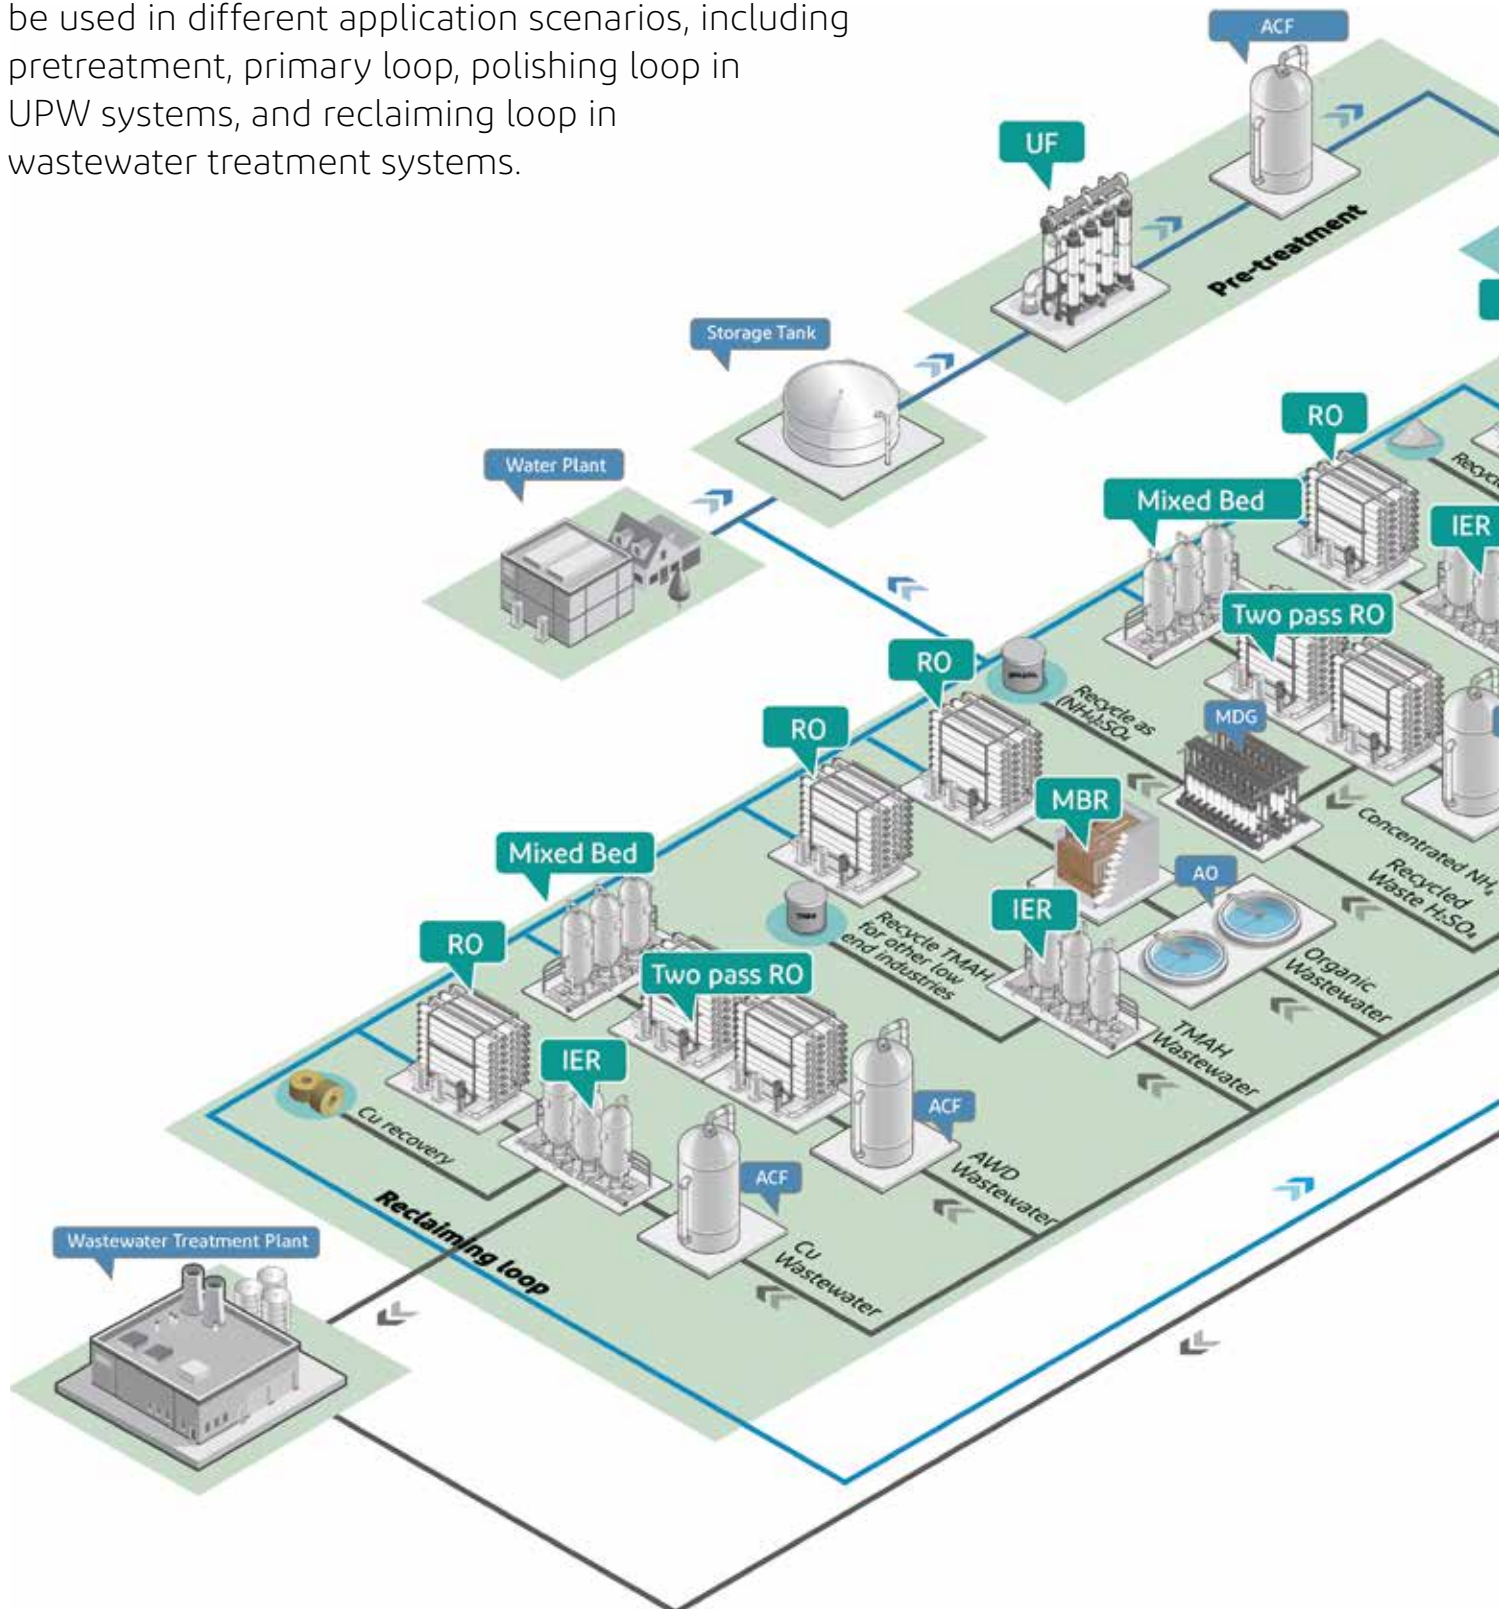 be used in different application scenarios, including
pretreatment, primary loop, polishing loop in
UPW systems, and reclaiming loop in
wastewater treatment systems.
ACF
UF
Pre-treatment
Storage Tank
Water Plant
RO
Mixed Bed
IER
Two pass RO
RO
Recycle as
(NH₄)₂SO₄
MDG
RO
MBR
Concentrated NH₄
Recycled
Waste H₂SO₄
Mixed Bed
AO
IER
Recycle TMAH
for other low
end industries
Organic
Wastewater
RO
Two pass RO
TMAH
Wastewater
IER
ACF
Cu recovery
AWD
Wastewater
ACF
Reclaiming loop
Cu
Wastewater
Wastewater Treatment Plant